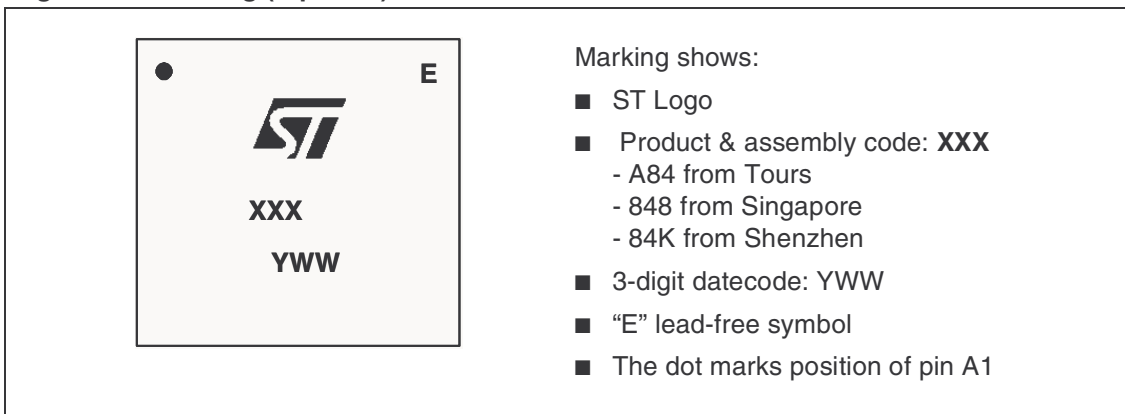 E
ST
XXX
YWW
Marking shows:
■ ST Logo
■ Product & assembly code: XXX
- A84 from Tours
- 848 from Singapore
- 84K from Shenzhen
■ 3-digit datecode: YWW
■ “E” lead-free symbol
■ The dot marks position of pin A1